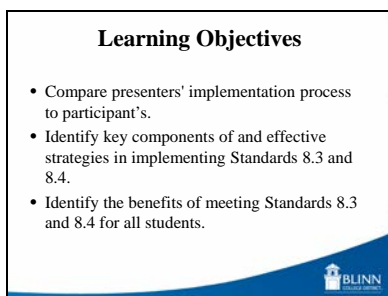 Learning Objectives
• Compare presenters' implementation process
to participant's.
• Identify key components of and effective
strategies in implementing Standards 8.3 and
8.4.
• Identify the benefits of meeting Standards 8.3
and 8.4 for all students.
BLINN
COLLEGE DISTRICT